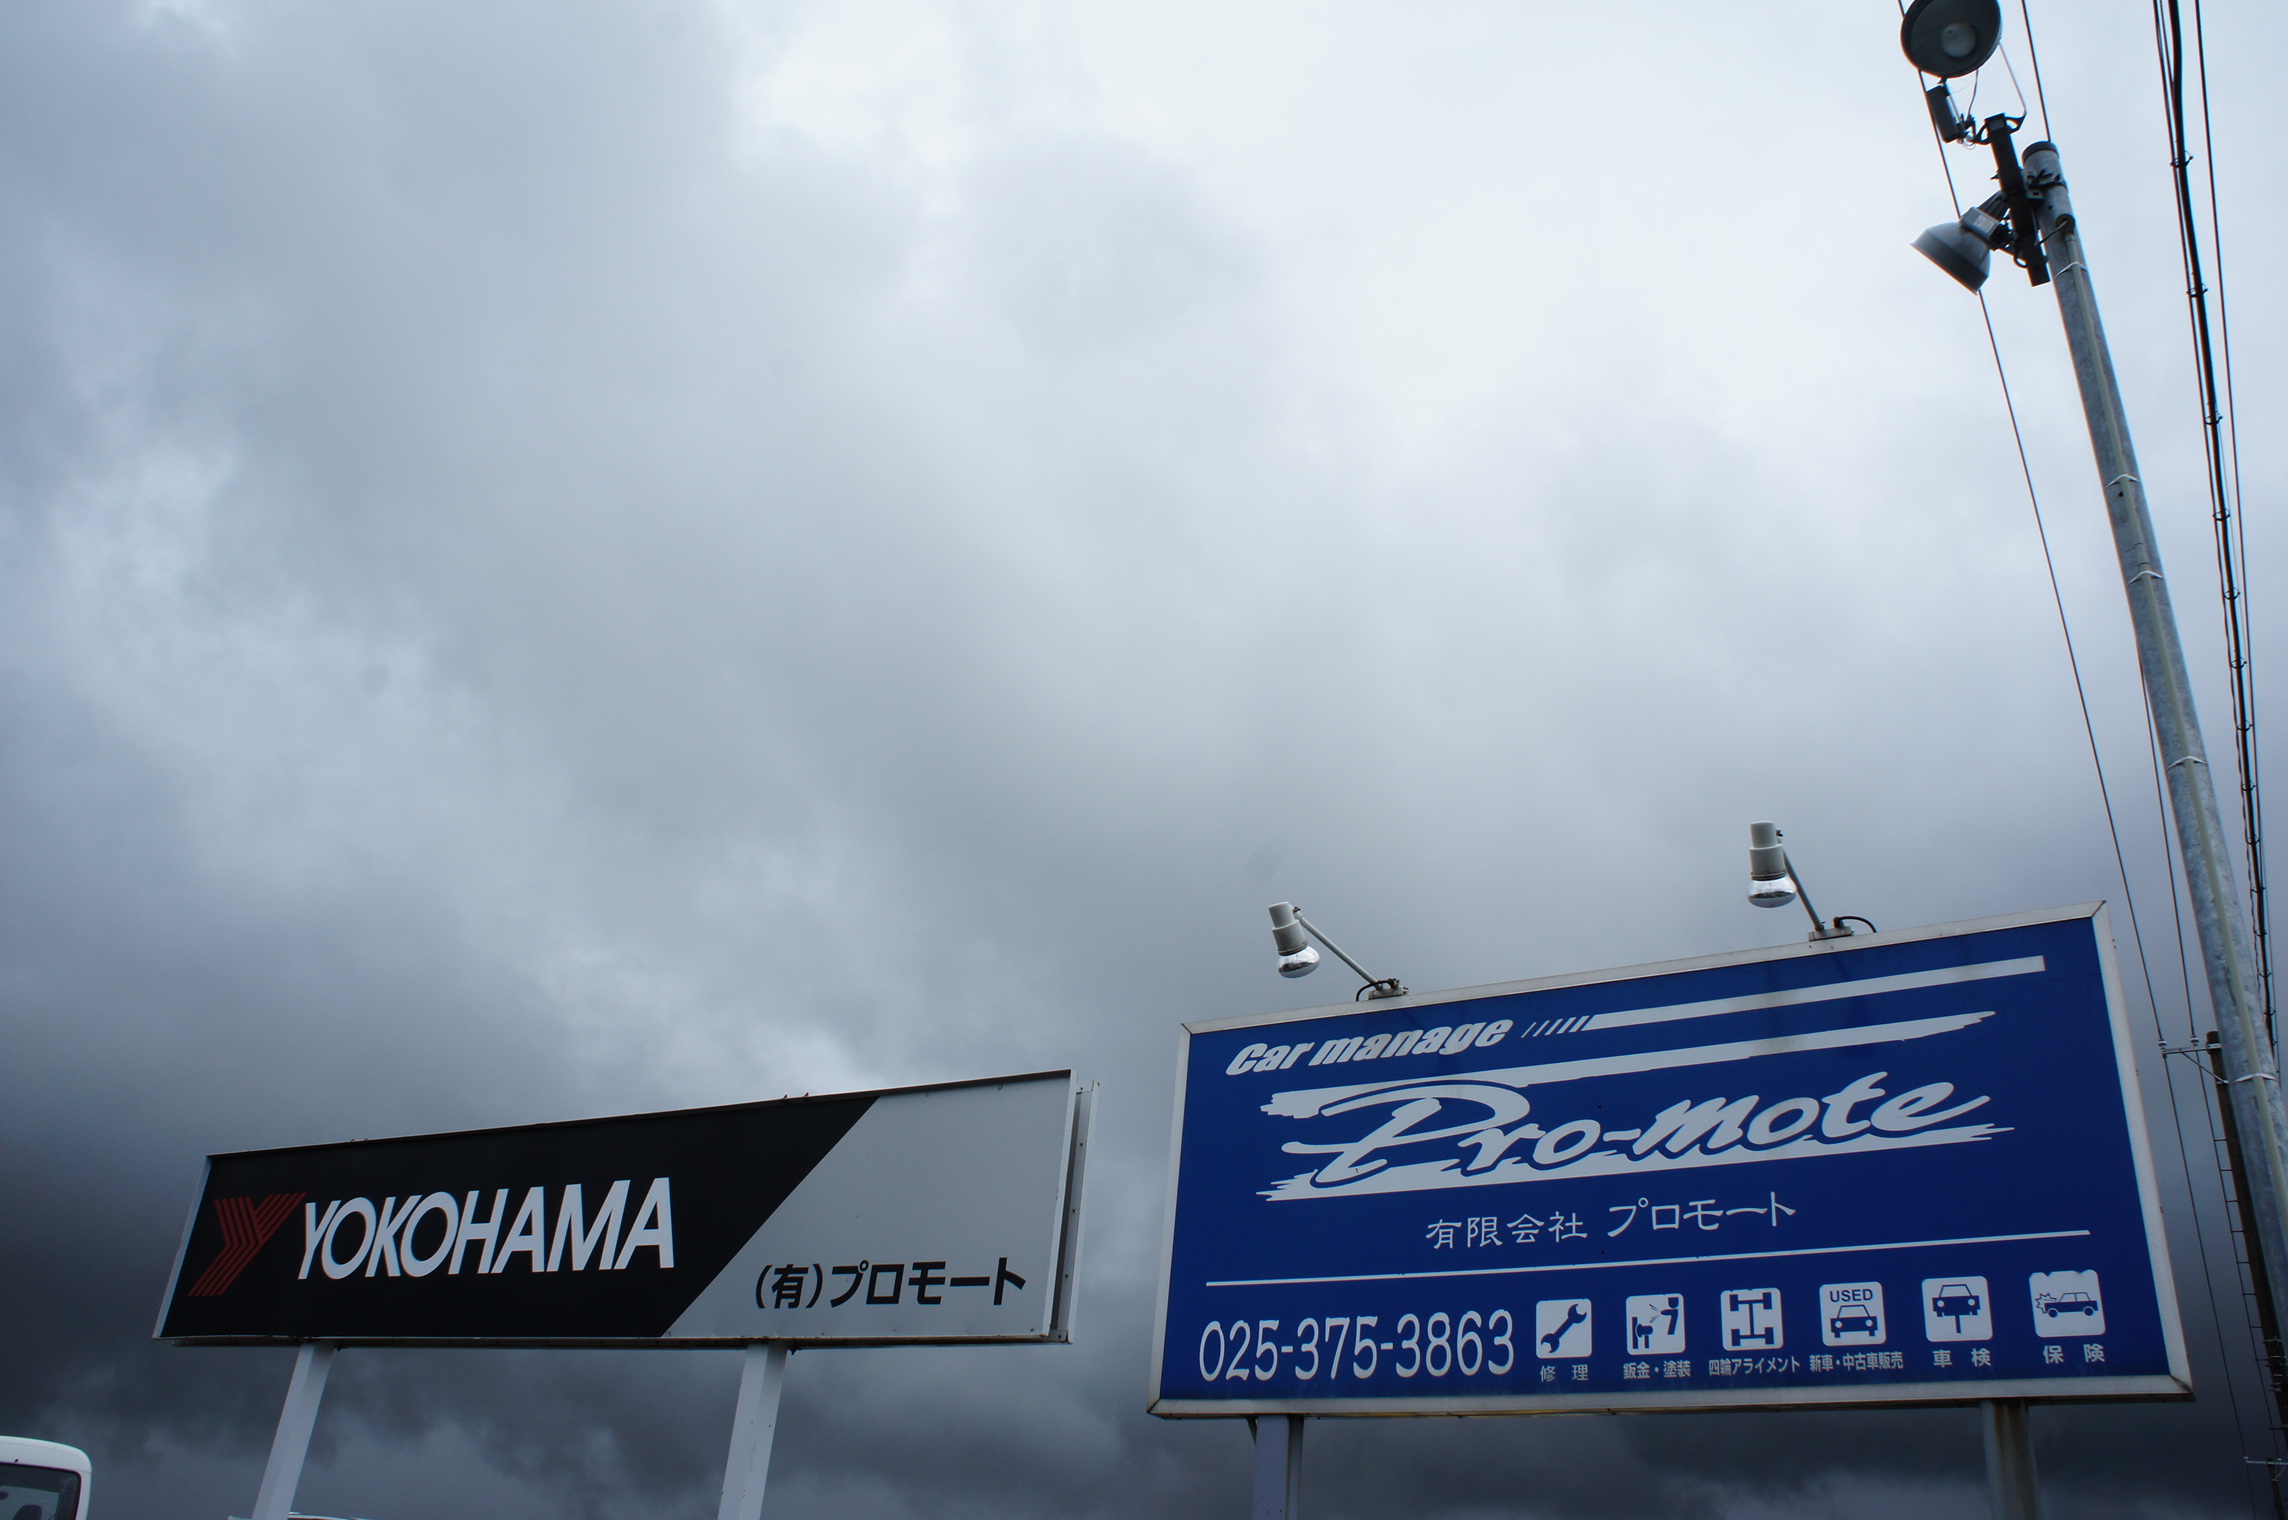 YOKOHAMA
(有)プロモート
Car manage
Pro-mote
有限会社 プロモート
025-375-3863
修理
鈑金・塗装
四輪アライメント
USED
新車・中古車販売
車検
保険